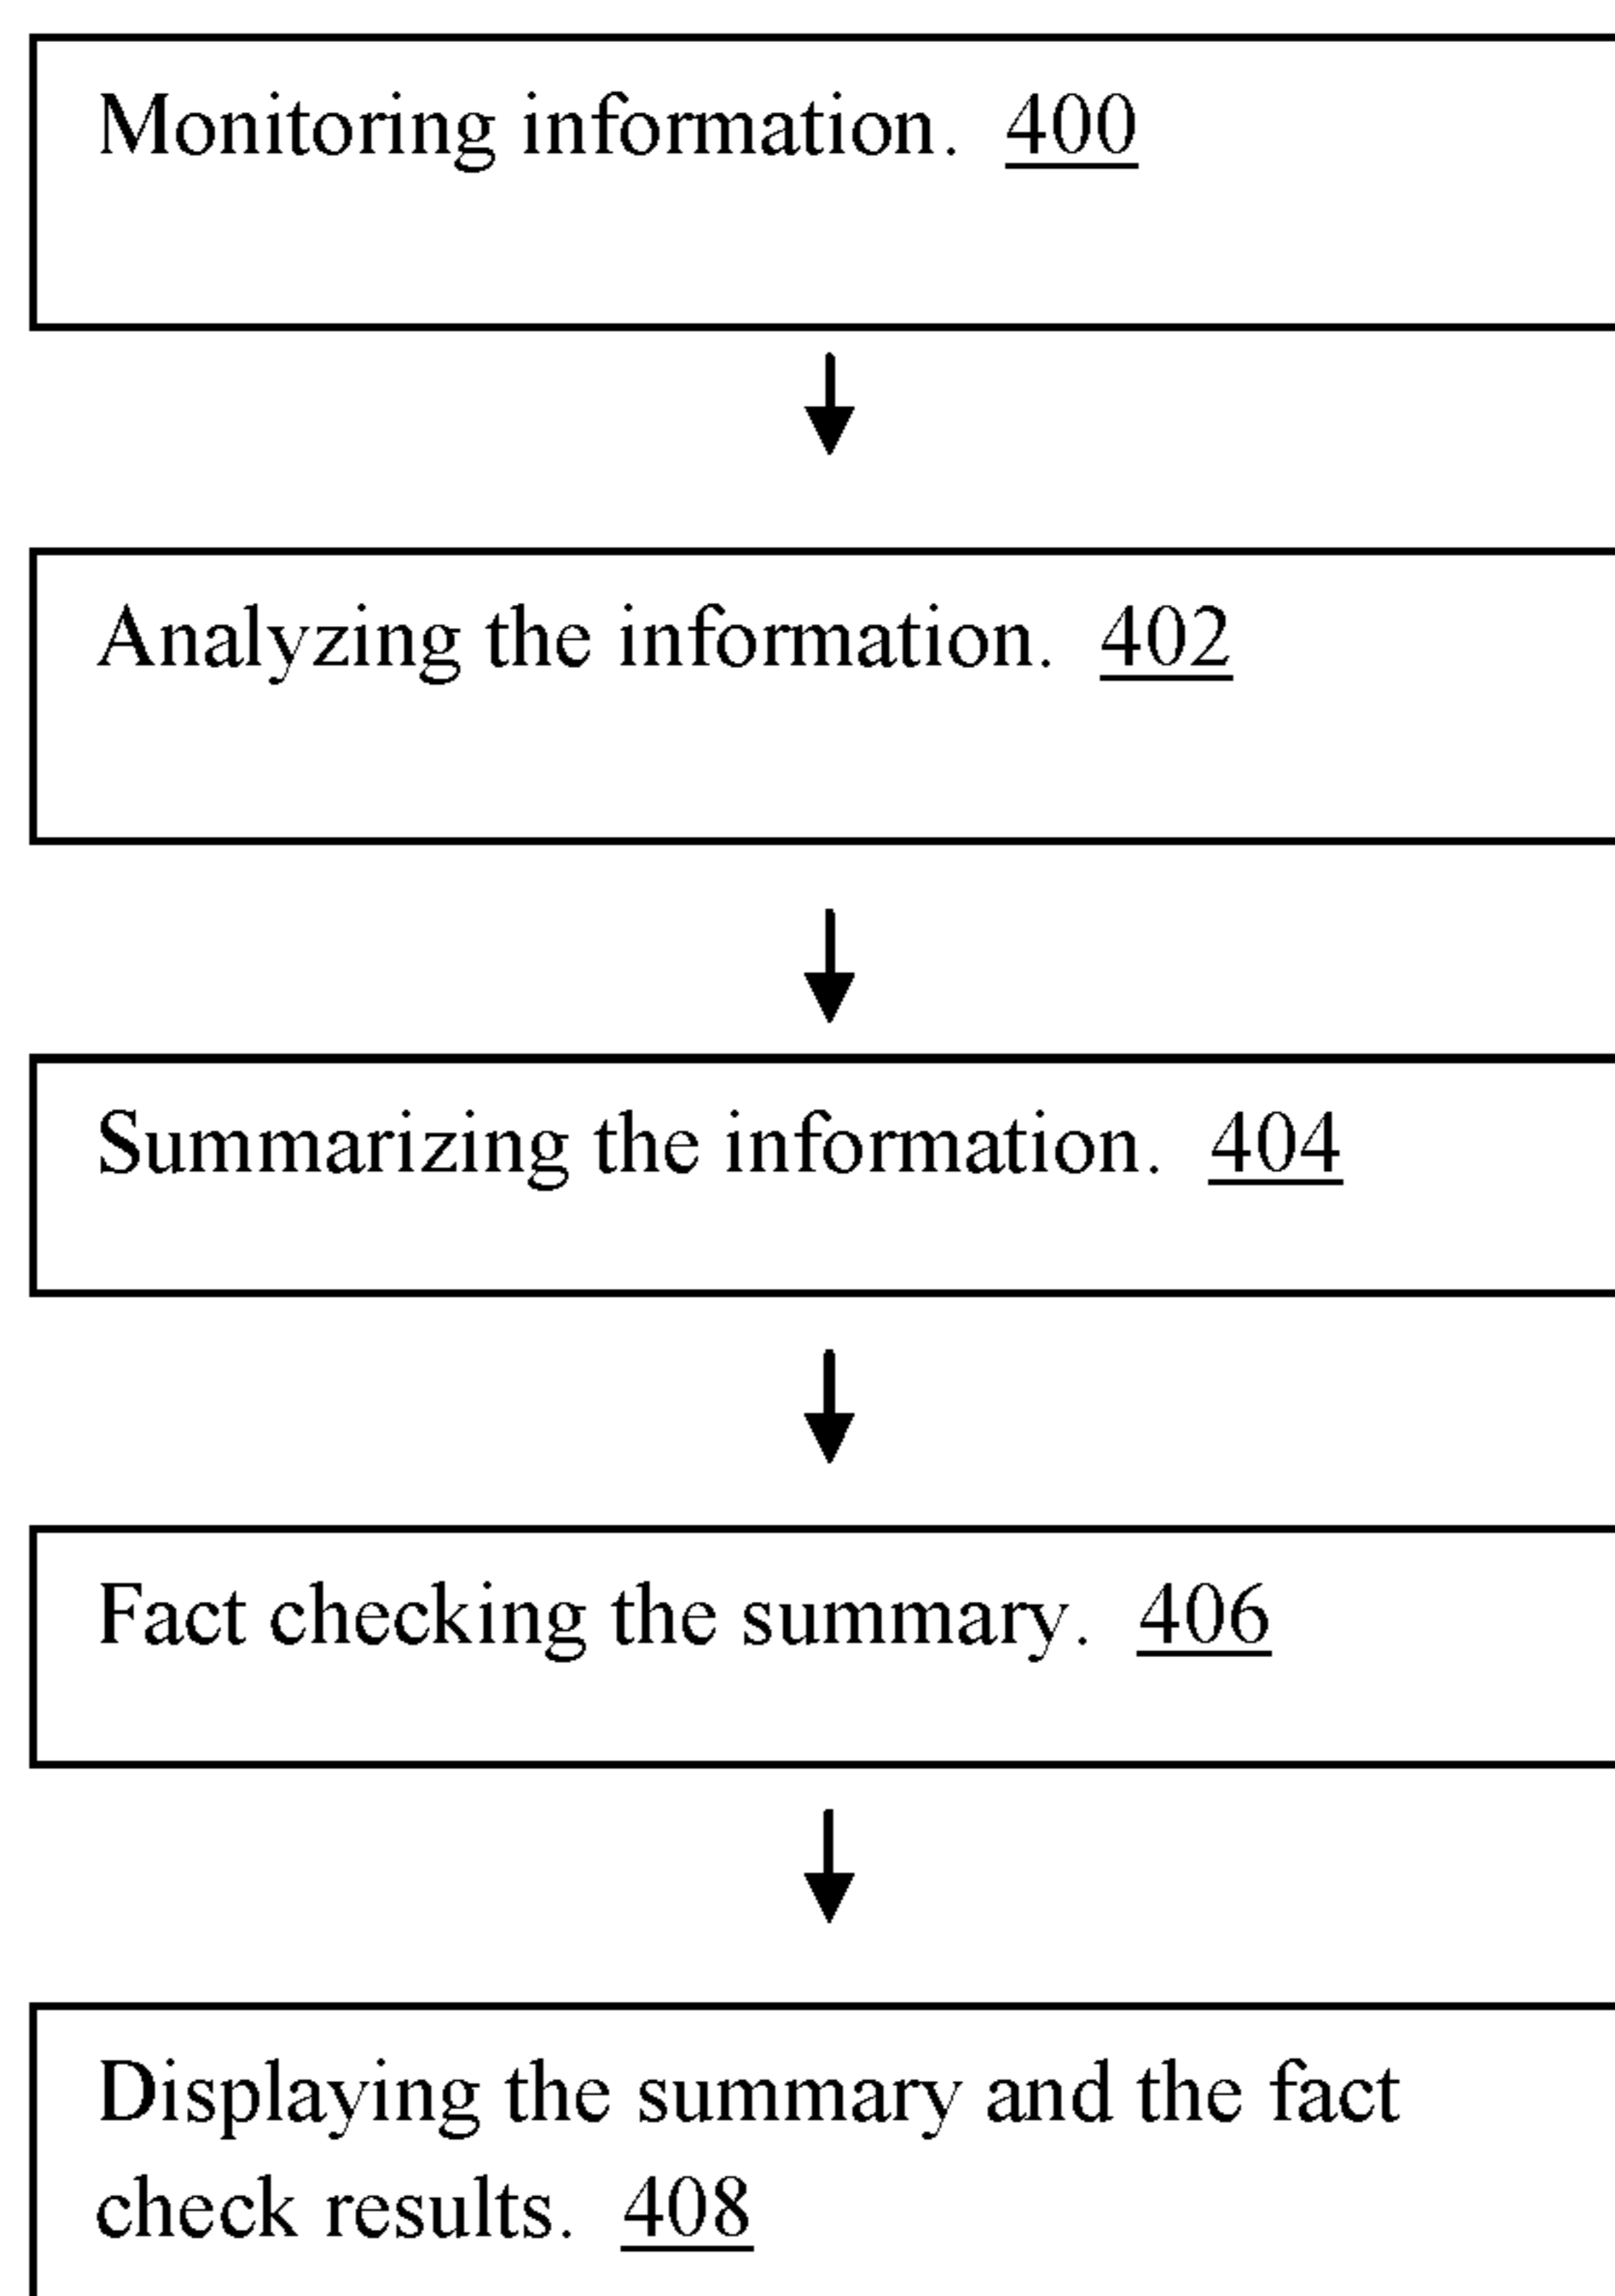 Monitoring information. 400
Analyzing the information. 402
Summarizing the information. 404
Fact checking the summary. 406
Displaying the summary and the fact
check results. 408